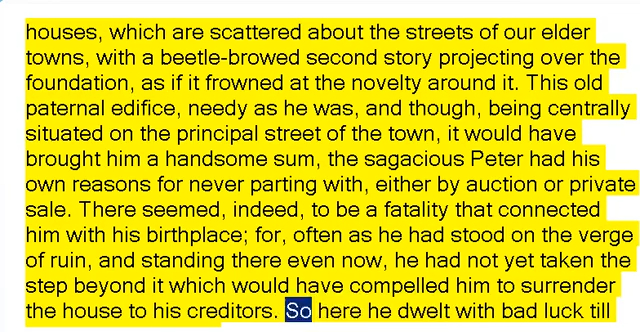 houses, which are scattered about the streets of our elder
towns, with a beetle-browed second story projecting over the
foundation, as if it frowned at the novelty around it. This old
paternal edifice, needy as he was, and though, being centrally
situated on the principal street of the town, it would have
brought him a handsome sum, the sagacious Peter had his
own reasons for never parting with, either by auction or private
sale. There seemed, indeed, to be a fatality that connected
him with his birthplace; for, often as he had stood on the verge
of ruin, and standing there even now, he had not yet taken the
step beyond it which would have compelled him to surrender
the house to his creditors. So here he dwelt with bad luck till